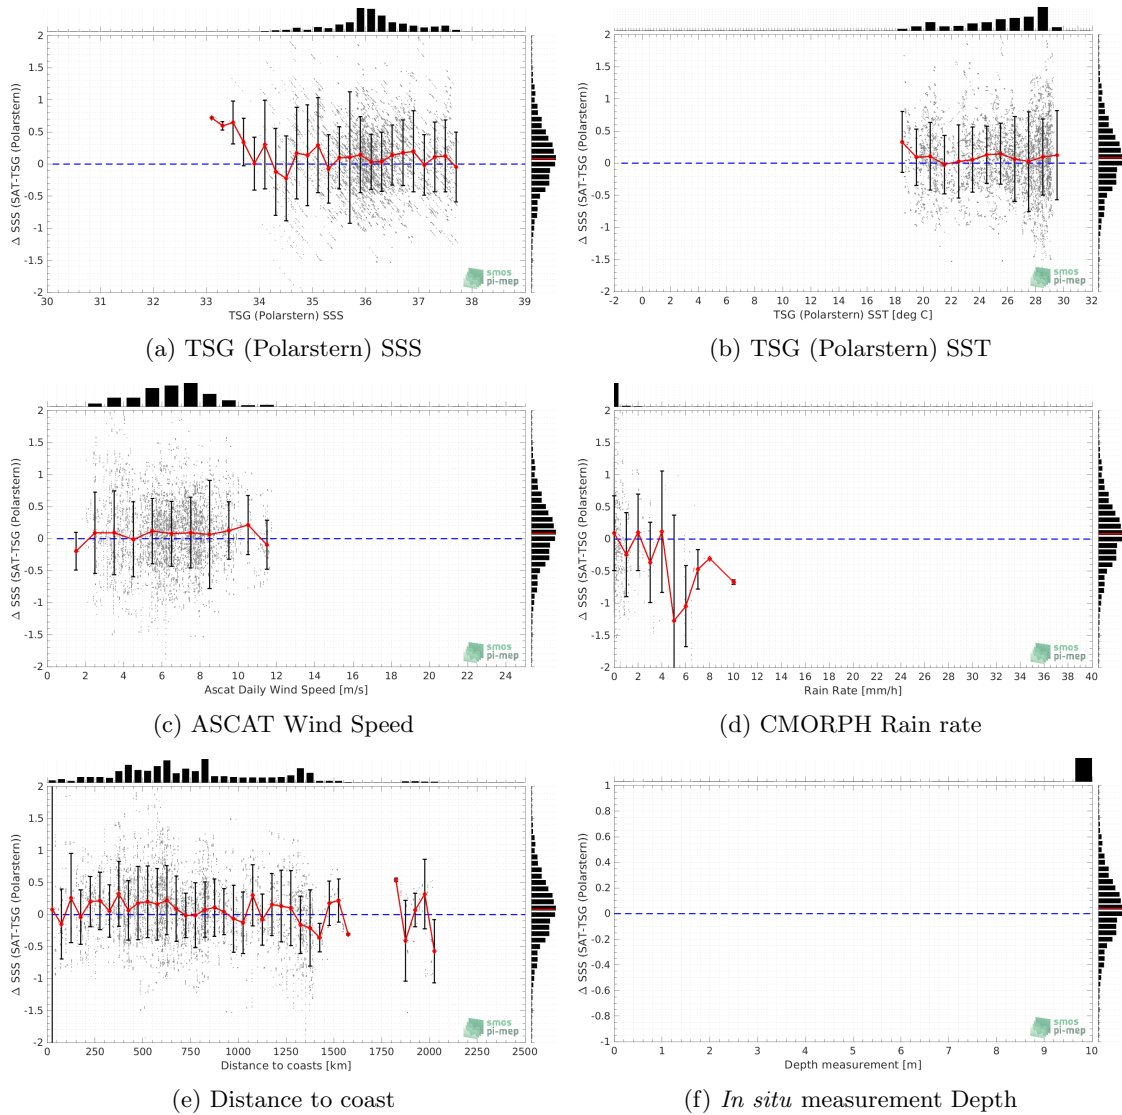 2
1.5
1
0.5
0
-0.5
-1
-1.5
-2
Δ SSS (SAT-TSG (Polarstern))
30 31 32 33 34 35 36 37 38 39
TSG (Polarstern) SSS
smos
pi-mep
(a) TSG (Polarstern) SSS
2
1.5
1
0.5
0
-0.5
-1
-1.5
-2
Δ SSS (SAT-TSG (Polarstern))
-2 0 2 4 6 8 10 12 14 16 18 20 22 24 26 28 30 32
TSG (Polarstern) SST [deg C]
smos
pi-mep
(b) TSG (Polarstern) SST
2
1.5
1
0.5
0
-0.5
-1
-1.5
-2
Δ SSS (SAT-TSG (Polarstern))
0 2 4 6 8 10 12 14 16 18 20 22 24
Ascat Daily Wind Speed [m/s]
smos
pi-mep
(c) ASCAT Wind Speed
2
1.5
1
0.5
0
-0.5
-1
-1.5
-2
Δ SSS (SAT-TSG (Polarstern))
0 2 4 6 8 10 12 14 16 18 20 22 24 26 28 30 32 34 36 38 40
Rain Rate [mm/h]
smos
pi-mep
(d) CMORPH Rain rate
2
1.5
1
0.5
0
-0.5
-1
-1.5
-2
Δ SSS (SAT-TSG (Polarstern))
0 250 500 750 1000 1250 1500 1750 2000 2250 2500
Distance to coasts [km]
smos
pi-mep
(e) Distance to coast
1
0.8
0.6
0.4
0.2
0
-0.2
-0.4
-0.6
-0.8
-1
Δ SSS (SAT-TSG (Polarstern))
0 1 2 3 4 5 6 7 8 9 10
Depth measurement [m]
smos
pi-mep
(f) In situ measurement Depth